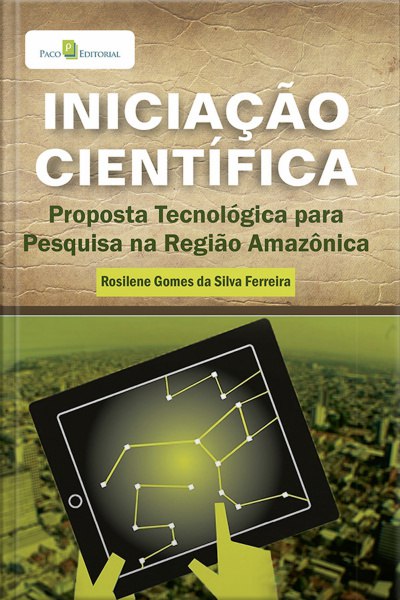 PACO EDITORIAL
INICIAÇÃO
CIENTÍFICA
Proposta Tecnológica para
Pesquisa na Região Amazônica
Rosilene Gomes da Silva Ferreira